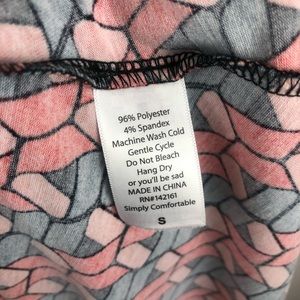 96% Polyester
4% Spandex
Machine Wash Cold
Gentle Cycle
Do Not Bleach
Hang Dry
or you'll be sad
MADE IN CHINA
RN#142161
Simply Comfortable
S